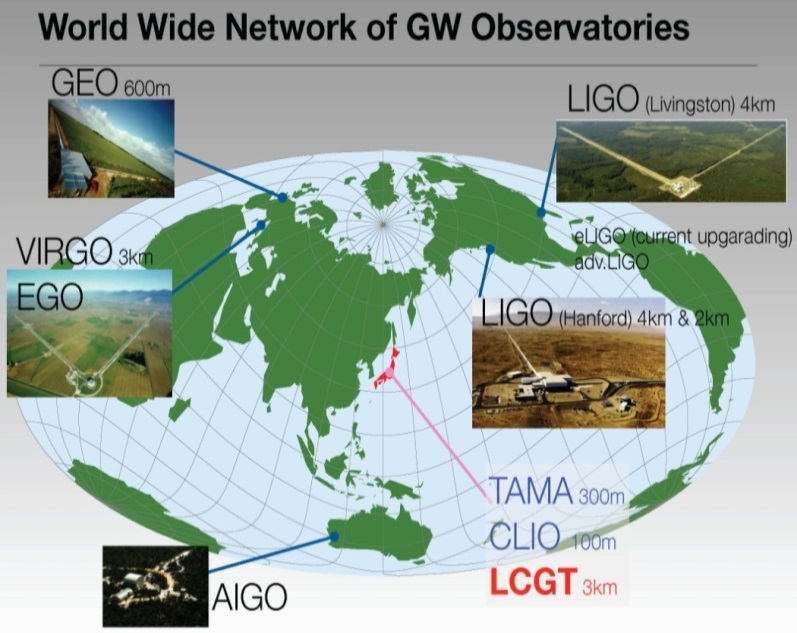 World Wide Network of GW Observatories
GEO 600m
LIGO (Livingston) 4km
eLIGO (current upgarading)
adv.LIGO
VIRGO 3km
EGO
LIGO (Hanford) 4km & 2km
TAMA 300m
CLIO 100m
LCGT 3km
AIGO